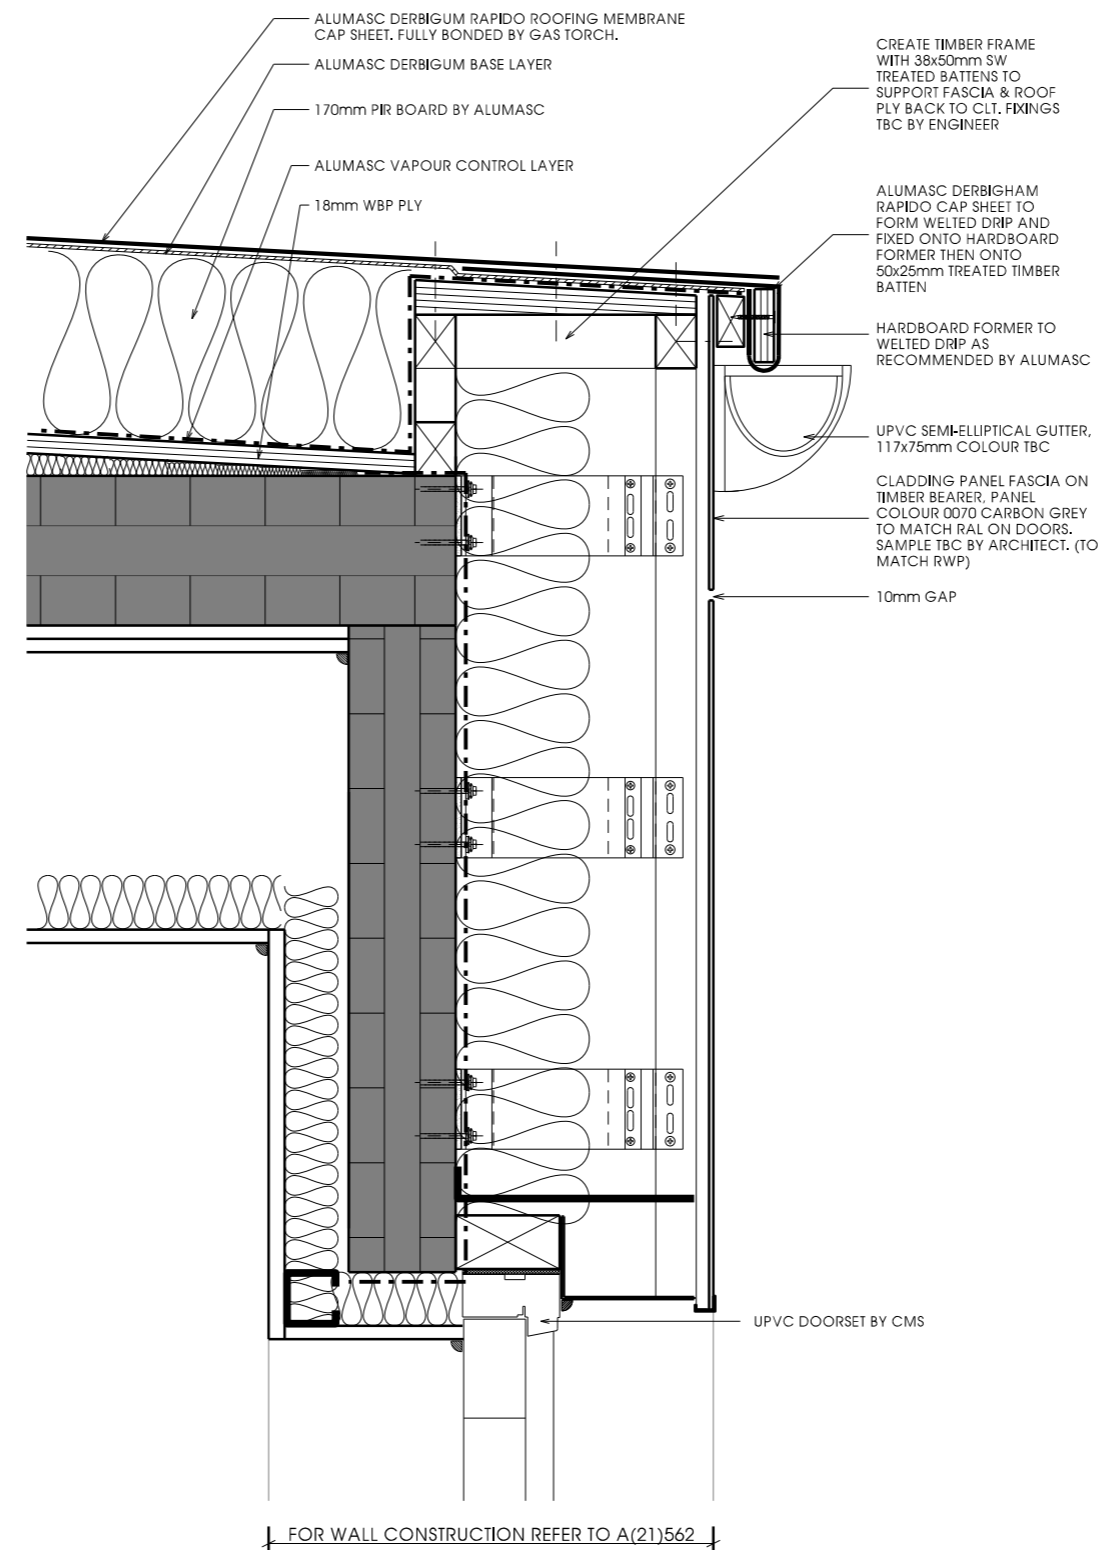 ALUMASC DERBIGUM RAPIDO ROOFING MEMBRANE
CAP SHEET. FULLY BONDED BY GAS TORCH.
ALUMASC DERBIGUM BASE LAYER
170mm PIR BOARD BY ALUMASC
ALUMASC VAPOUR CONTROL LAYER
18mm WBP PLY
CREATE TIMBER FRAME
WITH 38x50mm SW
TREATED BATTENS TO
SUPPORT FASCIA & ROOF
PLY BACK TO CLT. FIXINGS
TBC BY ENGINEER
ALUMASC DERBIGHAM
RAPIDO CAP SHEET TO
FORM WELTED DRIP AND
FIXED ONTO HARDBOARD
FORMER THEN ONTO
50x25mm TREATED TIMBER
BATTEN
HARDBOARD FORMER TO
WELTED DRIP AS
RECOMMENDED BY ALUMASC
UPVC SEMI-ELLIPTICAL GUTTER,
117x75mm COLOUR TBC
CLADDING PANEL FASCIA ON
TIMBER BEARER, PANEL
COLOUR 0070 CARBON GREY
TO MATCH RAL ON DOORS.
SAMPLE TBC BY ARCHITECT. (TO
MATCH RWP)
10mm GAP
UPVC DOORSET BY CMS
FOR WALL CONSTRUCTION REFER TO A(21)562